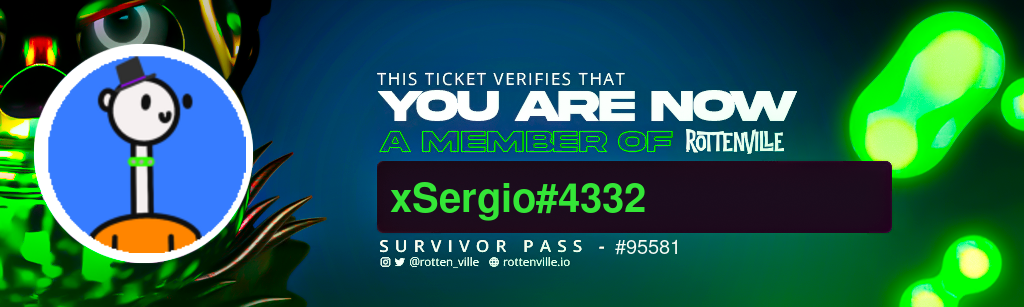 THIS TICKET VERIFIES THAT
YOU ARE NOW
A MEMBER OF ROTTENVILLE
xSergio#4332
SURVIVOR PASS - #95581
@rotten_ville rottenville.io